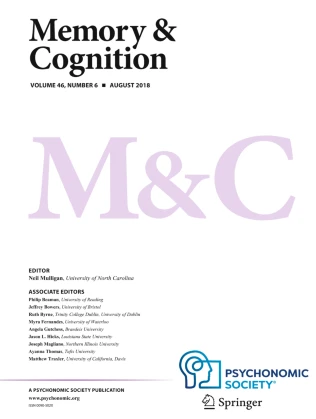 Memory &
Cognition
VOLUME 46, NUMBER 6 ■ AUGUST 2018
M&C
EDITOR
Neil Mulligan, University of North Carolina
ASSOCIATE EDITORS
Philip Beaman, University of Reading
Jeffrey Bowers, University of Bristol
Ruth Byrne, Trinity College Dublin, University of Dublin
Myra Fernandes, University of Waterloo
Angela Gutchess, Brandeis University
Jason L. Hicks, Louisiana State University
Joseph Magliano, Northern Illinois University
Ayanna Thomas, Tufts University
Matthew Traxler, University of California, Davis
PSYCHONOMIC
SOCIETY®
A PSYCHONOMIC SOCIETY PUBLICATION
www.psychonomic.org
ISSN 0090-502X
Springer